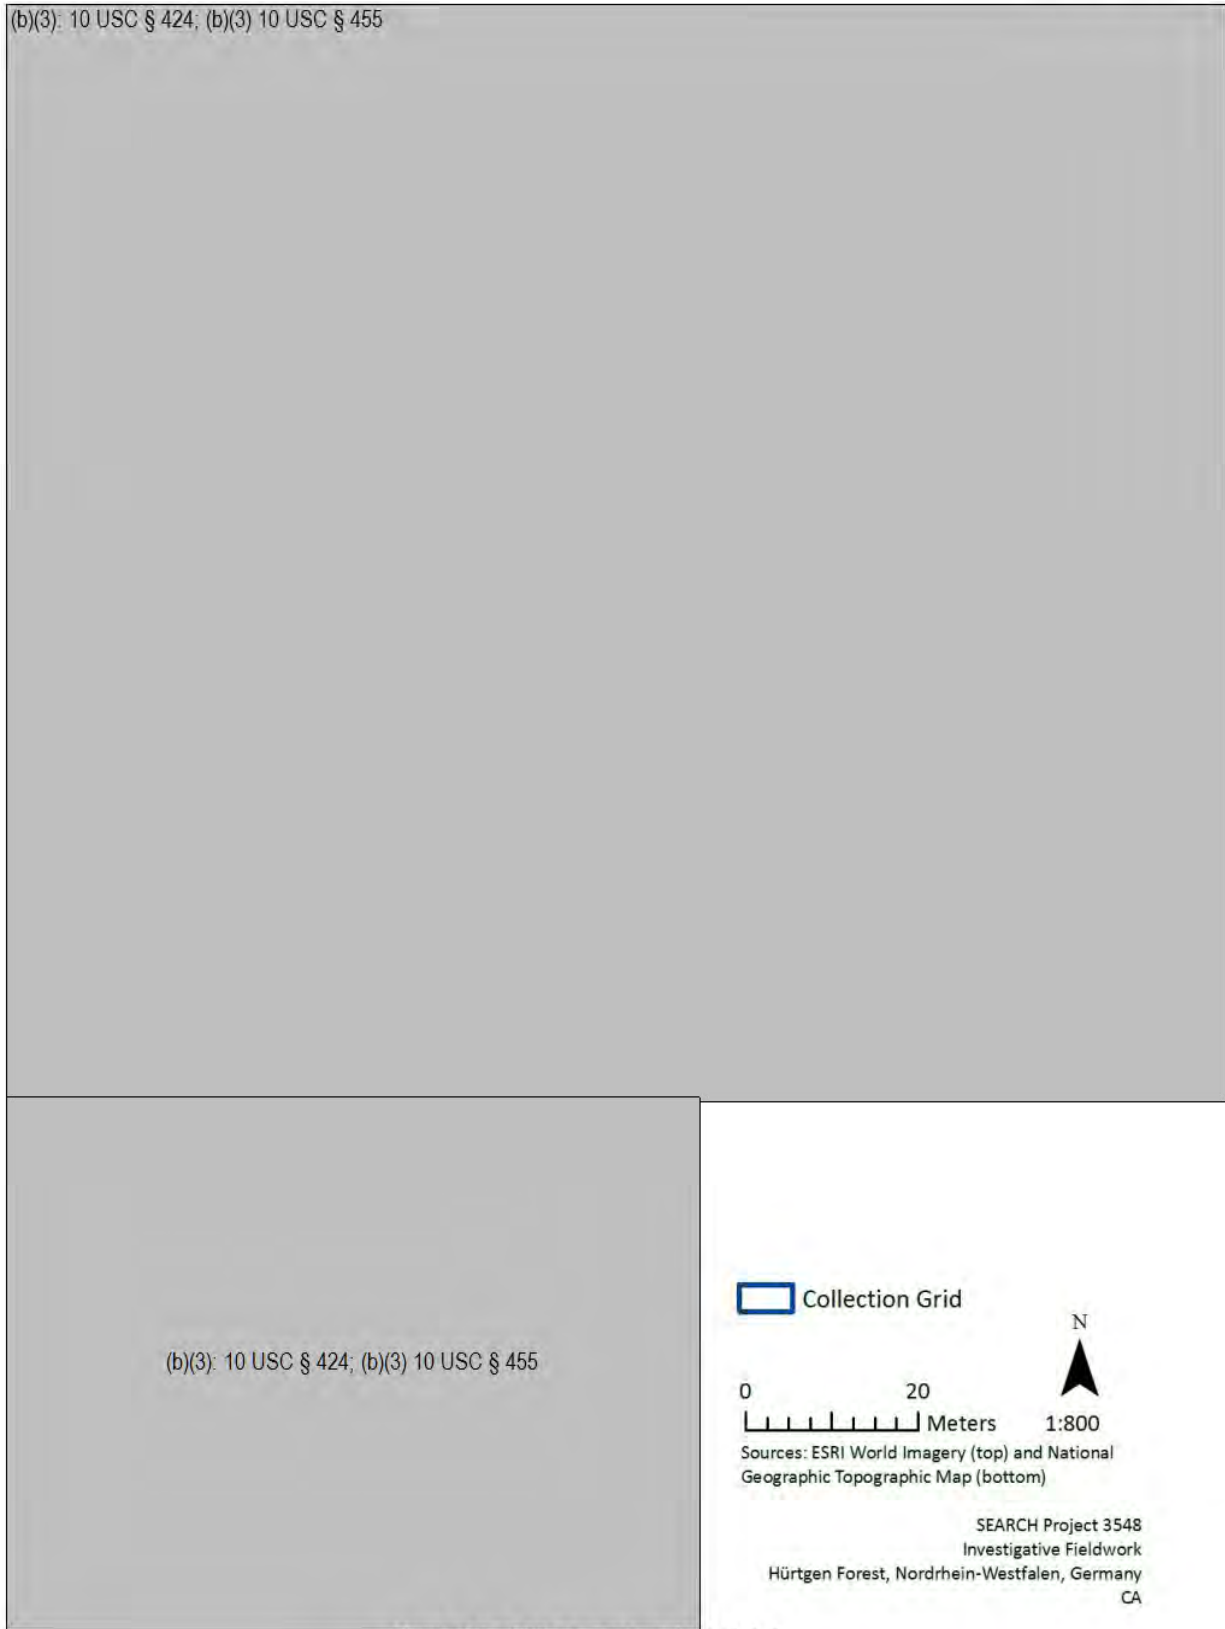 (b)(3): 10 USC § 424; (b)(3) 10 USC § 455
(b)(3): 10 USC § 424; (b)(3) 10 USC § 455
Collection Grid
N
0 20
Meters 1:800
Sources: ESRI World Imagery (top) and National
Geographic Topographic Map (bottom)
SEARCH Project 3548
Investigative Fieldwork
Hürtgen Forest, Nordrhein-Westfalen, Germany
CA